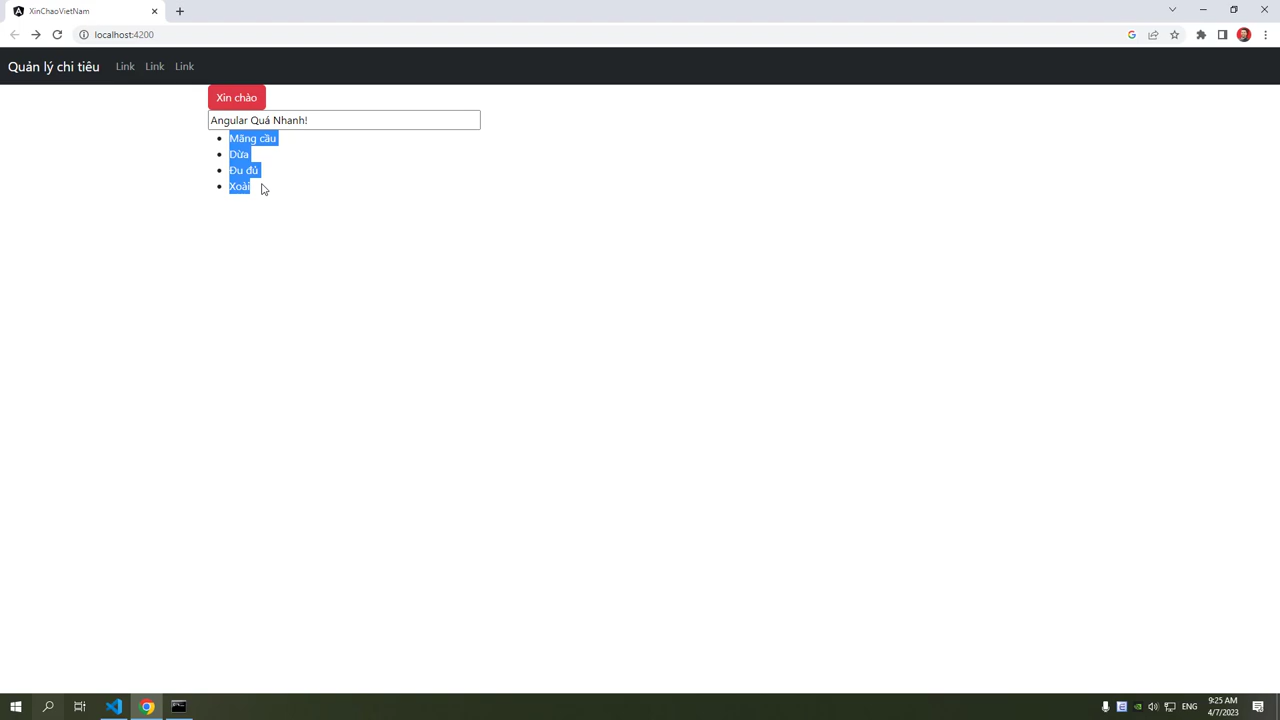 XinChaoVietNam
localhost:4200
Quản lý chi tiêu Link Link Link
Xin chào
Angular Quá Nhanh!
Mãng cầu
Dừa
Đu đủ
Xoài
ENG
9:25 AM
4/7/2023